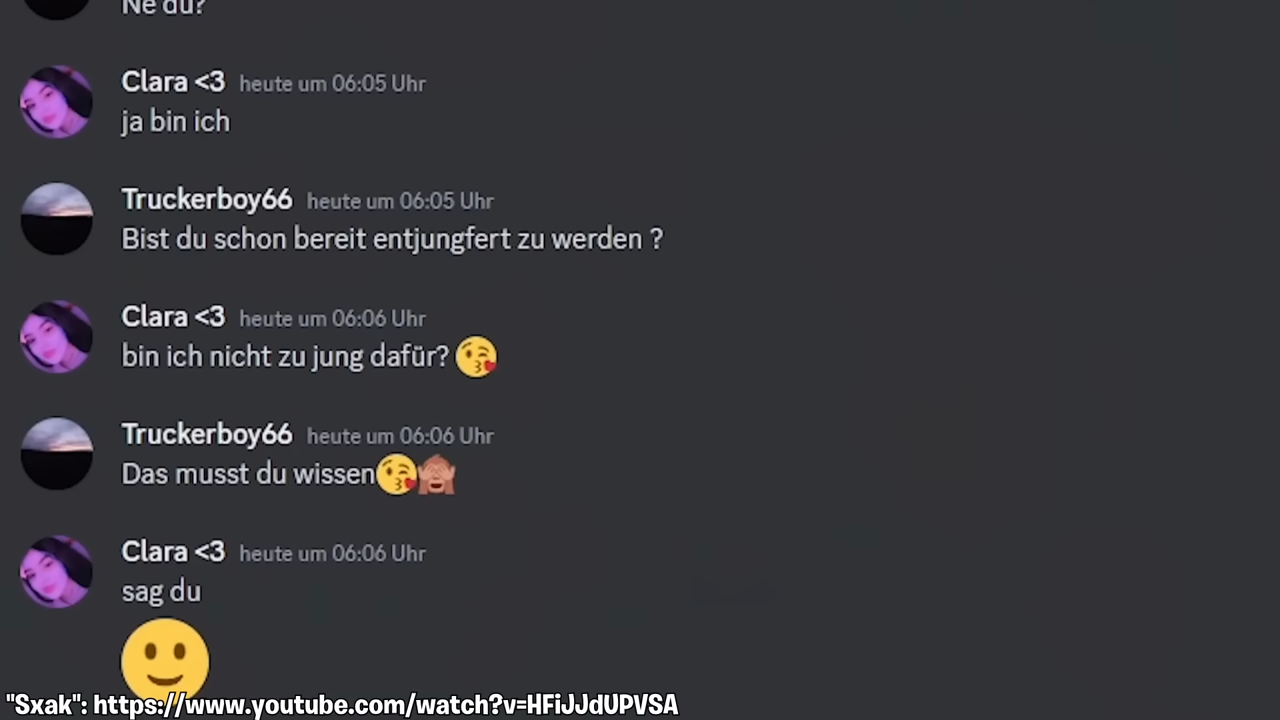 Ne du?
Clara <3 heute um 06:05 Uhr
ja bin ich
Truckerboy66 heute um 06:05 Uhr
Bist du schon bereit entjungfert zu werden ?
Clara <3 heute um 06:06 Uhr
bin ich nicht zu jung dafür? 😘
Truckerboy66 heute um 06:06 Uhr
Das musst du wissen😘🙈
Clara <3 heute um 06:06 Uhr
sag du
🙂
"Sxak": https://www.youtube.com/watch?v=HFiJJdUPVSA